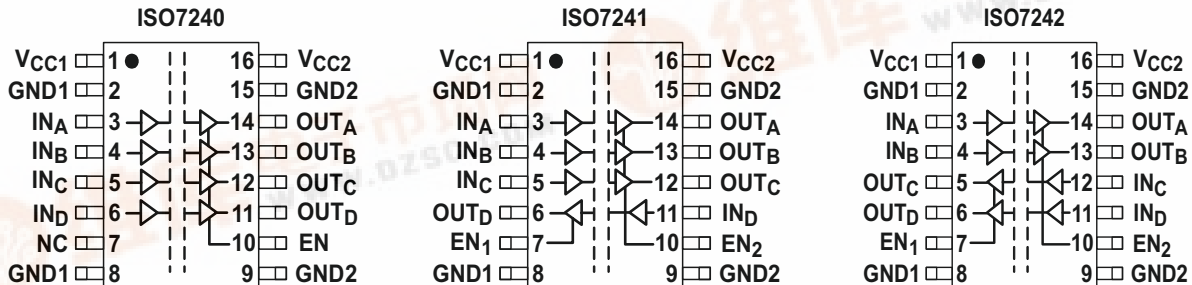 ISO7240 ISO7241 ISO7242
VCC1 1 16 VCC2 VCC1 1 16 VCC2 VCC1 1 16 VCC2
GND1 2 15 GND2 GND1 2 15 GND2 GND1 2 15 GND2
INA 3 14 OUTA INA 3 14 OUTA INA 3 14 OUTA
INB 4 13 OUTB INB 4 13 OUTB INB 4 13 OUTB
INC 5 12 OUTC INC 5 12 OUTC OUTC 5 12 INC
IND 6 11 OUTD OUTD 6 11 IND OUTD 6 11 IND
NC 7 10 EN EN1 7 10 EN2 EN1 7 10 EN2
GND1 8 9 GND2 GND1 8 9 GND2 GND1 8 9 GND2